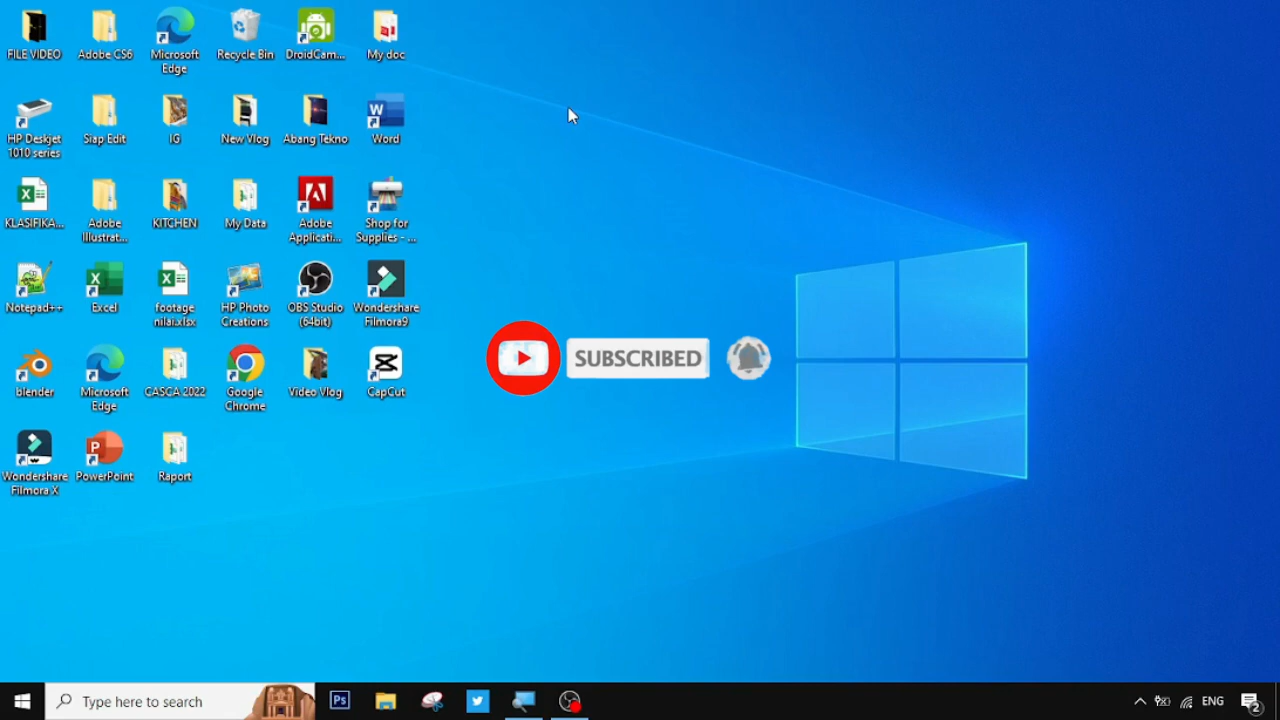 FILE VIDEO
Adobe CS6
Microsoft
Edge
Recycle Bin
DroidCam...
My doc
HP Deskjet
1010 series
Siap Edit
IG
New Vlog
Abang Tekno
Word
KLASIFIKA...
Adobe
Illustrat...
KITCHEN
My Data
Adobe
Applicati...
Shop for
Supplies - ...
Notepad++
Excel
footage
nilai.xlsx
HP Photo
Creations
OBS Studio
(64bit)
Wondershare
Filmora9
SUBSCRIBED
blender
Microsoft
Edge
CASCA 2022
Google
Chrome
Video Vlog
CapCut
Wondershare
Filmora X
PowerPoint
Raport
Type here to search
Ps
ENG
2